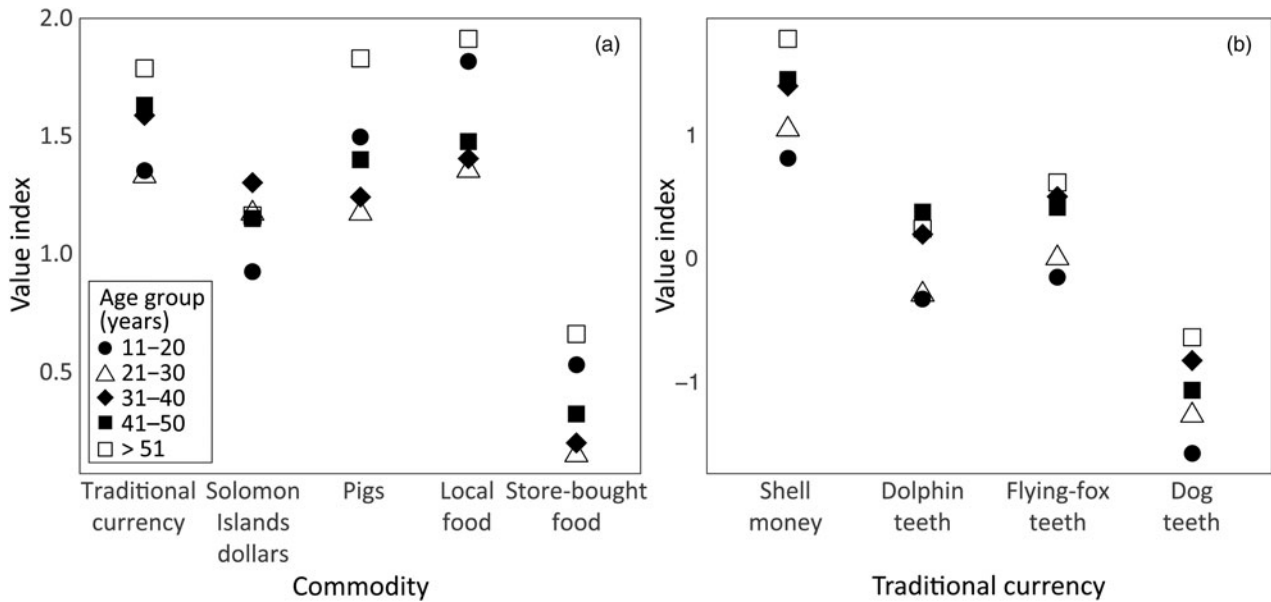 (a)
Value index
2.0
1.5
1.0
0.5
Age group
(years)
11–20
21–30
31–40
41–50
> 51
Traditional
currency
Solomon
Islands
dollars
Pigs
Local
food
Store-bought
food
Commodity
(b)
Value index
1
0
–1
Shell
money
Dolphin
teeth
Flying-fox
teeth
Dog
teeth
Traditional currency